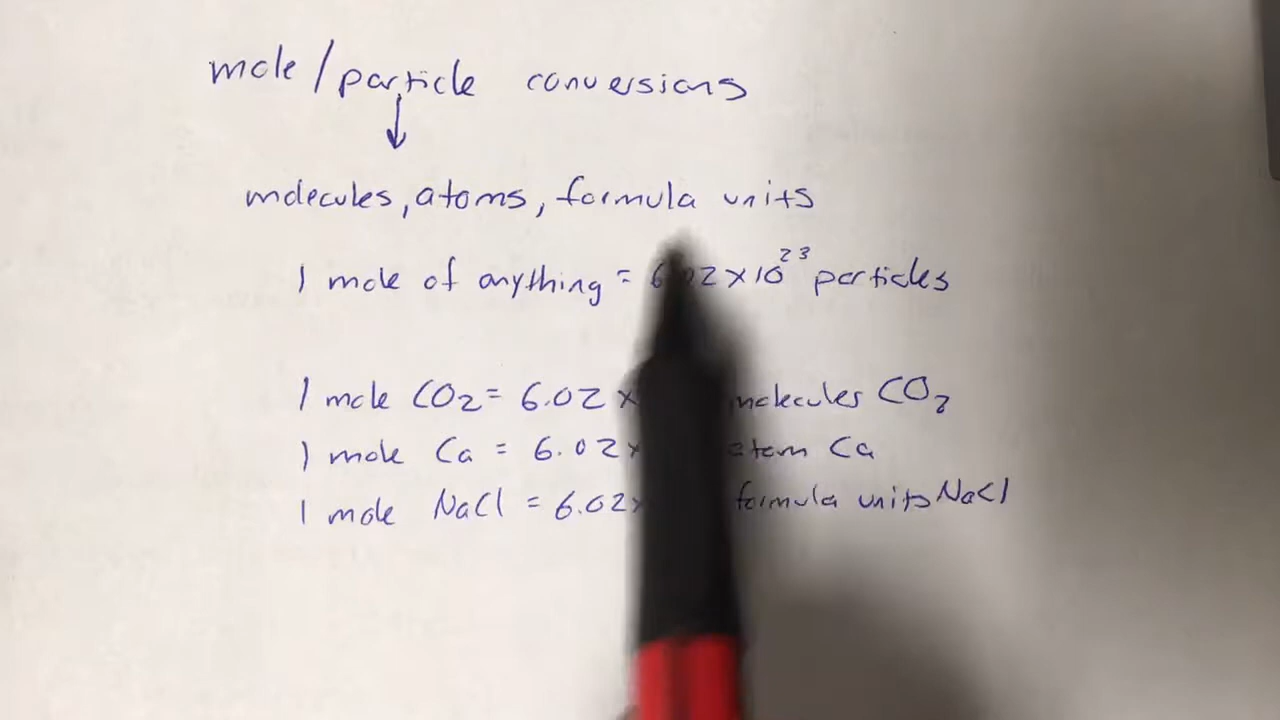 mole/particle conversions
molecules, atoms, formula units
1 mole of anything = 6.02 x 10^23 particles
1 mole CO2 = 6.02 x molecules CO2
1 mole Ca = 6.02 x atom Ca
1 mole NaCl = 6.02 x formula units NaCl